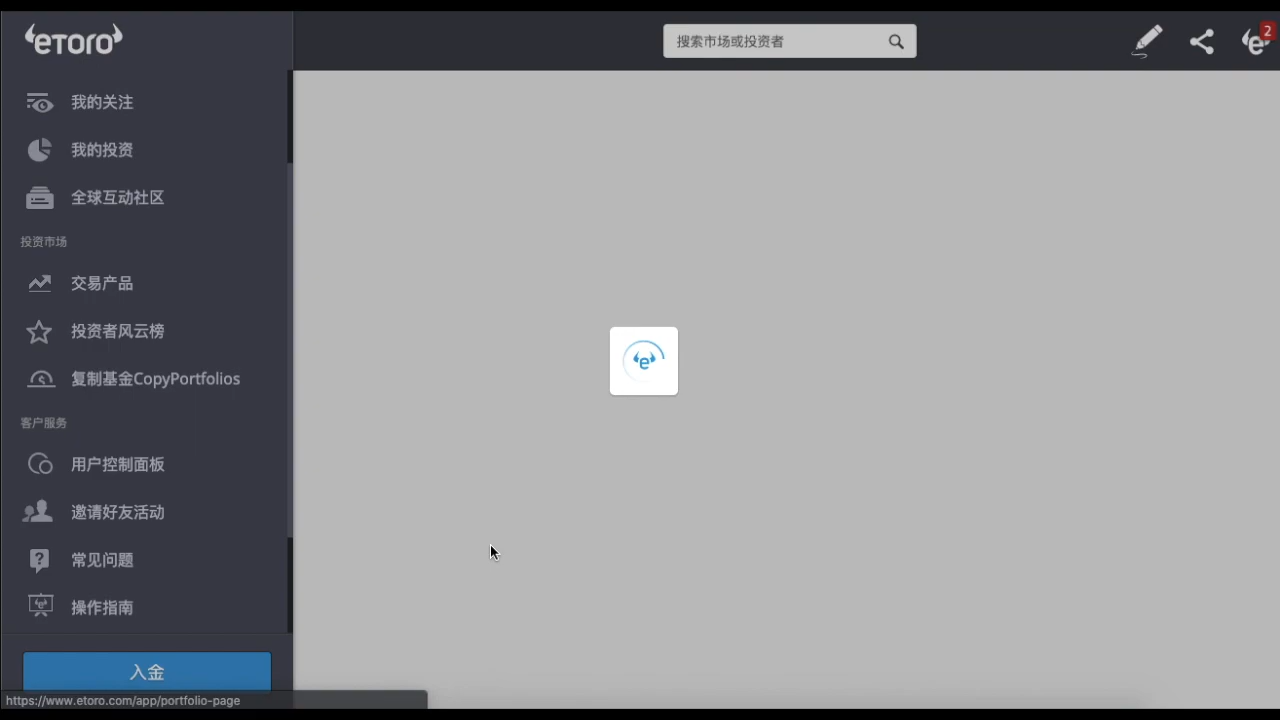 eToro
搜索市场或投资者
2
我的关注
我的投资
全球互动社区
投资市场
交易产品
投资者风云榜
复制基金CopyPortfolios
客户服务
用户控制面板
邀请好友活动
常见问题
操作指南
入金
https://www.etoro.com/app/portfolio-page